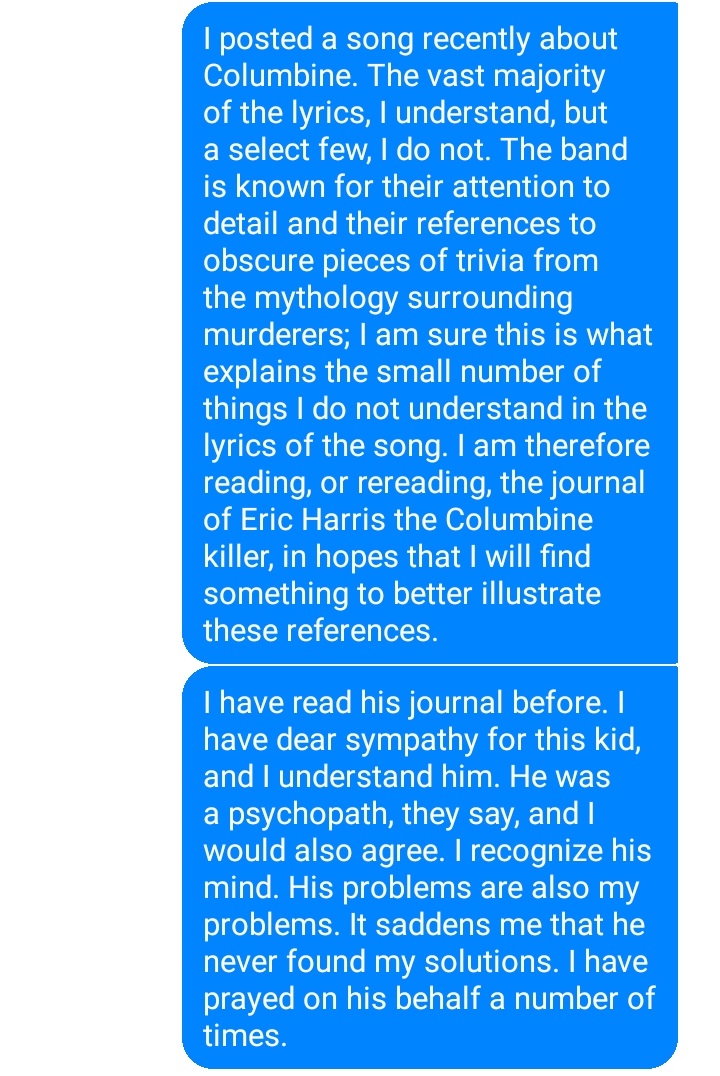 I posted a song recently about
Columbine. The vast majority
of the lyrics, I understand, but
a select few, I do not. The band
is known for their attention to
detail and their references to
obscure pieces of trivia from
the mythology surrounding
murderers; I am sure this is what
explains the small number of
things I do not understand in the
lyrics of the song. I am therefore
reading, or rereading, the journal
of Eric Harris the Columbine
killer, in hopes that I will find
something to better illustrate
these references.
I have read his journal before. I
have dear sympathy for this kid,
and I understand him. He was
a psychopath, they say, and I
would also agree. I recognize his
mind. His problems are also my
problems. It saddens me that he
never found my solutions. I have
prayed on his behalf a number of
times.